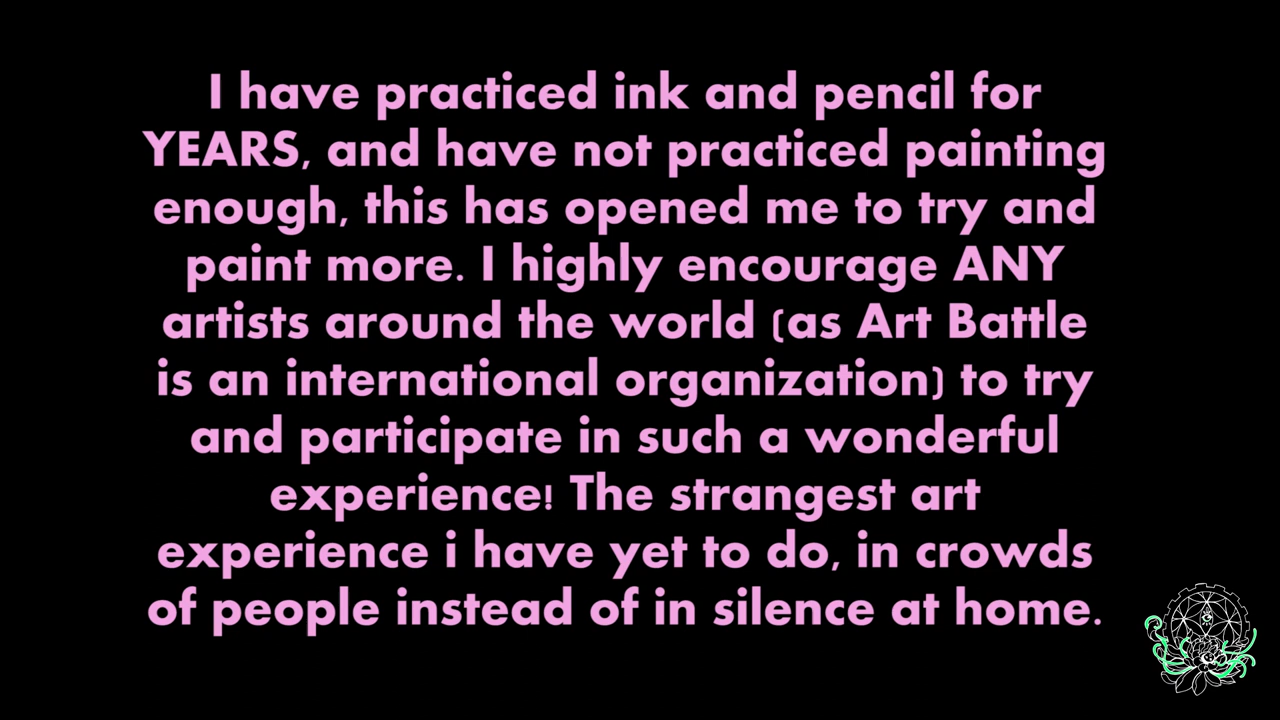 I have practiced ink and pencil for
YEARS, and have not practiced painting
enough, this has opened me to try and
paint more. I highly encourage ANY
artists around the world (as Art Battle
is an international organization) to try
and participate in such a wonderful
experience! The strangest art
experience i have yet to do, in crowds
of people instead of in silence at home.